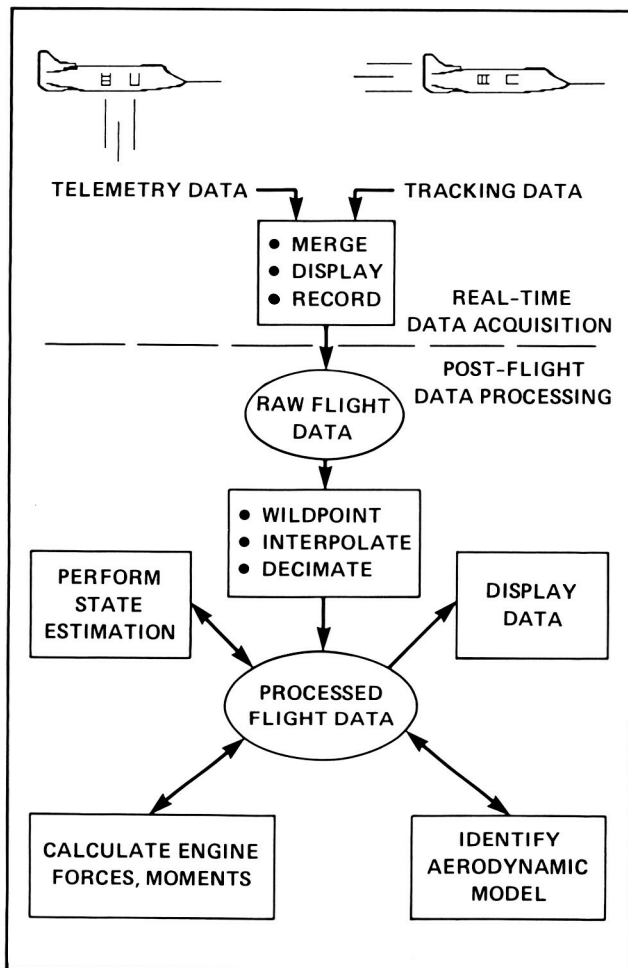 TELEMETRY DATA
TRACKING DATA
• MERGE
• DISPLAY
• RECORD
REAL-TIME
DATA ACQUISITION
POST-FLIGHT
DATA PROCESSING
RAW FLIGHT
DATA
• WILDPOINT
• INTERPOLATE
• DECIMATE
PERFORM
STATE
ESTIMATION
DISPLAY
DATA
PROCESSED
FLIGHT DATA
CALCULATE ENGINE
FORCES, MOMENTS
IDENTIFY
AERODYNAMIC
MODEL